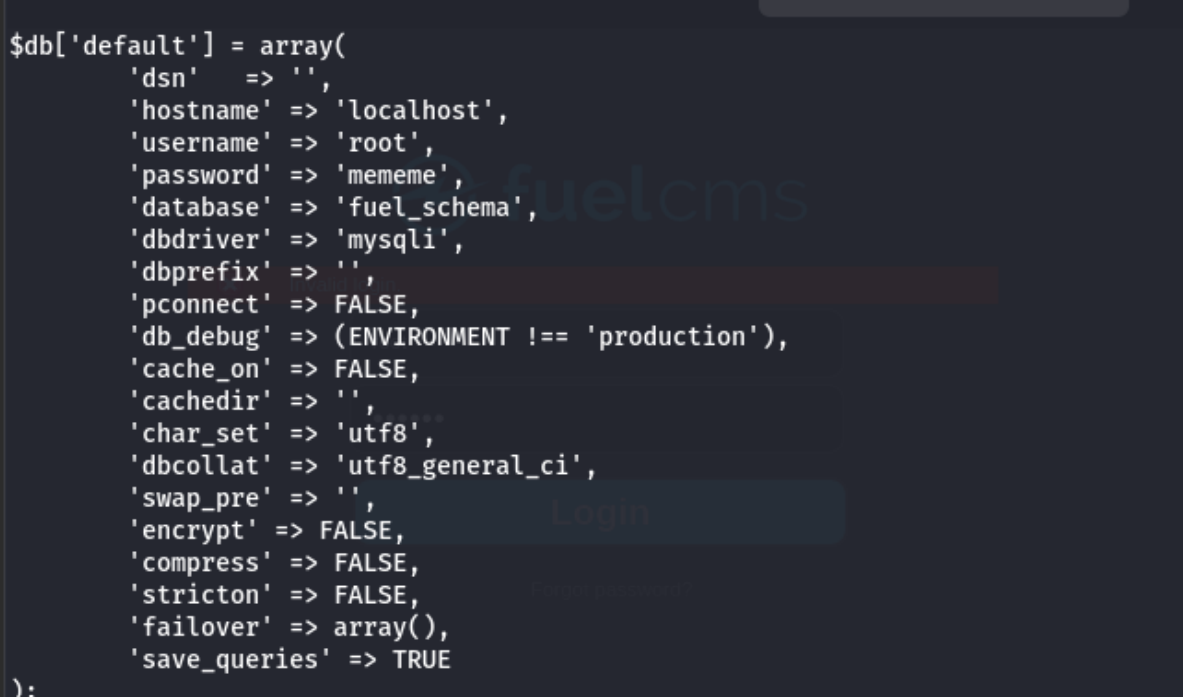 $db['default'] = array(
        'dsn'   => '',
        'hostname' => 'localhost',
        'username' => 'root',
        'password' => 'mememe',
        'database' => 'fuel_schema',
        'dbdriver' => 'mysqli',
        'dbprefix' => '',
        'pconnect' => FALSE,
        'db_debug' => (ENVIRONMENT !== 'production'),
        'cache_on' => FALSE,
        'cachedir' => '',
        'char_set' => 'utf8',
        'dbcollat' => 'utf8_general_ci',
        'swap_pre' => '',
        'encrypt' => FALSE,
        'compress' => FALSE,
        'stricton' => FALSE,
        'failover' => array(),
        'save_queries' => TRUE
);
fuelcms
Login
Forgot password?